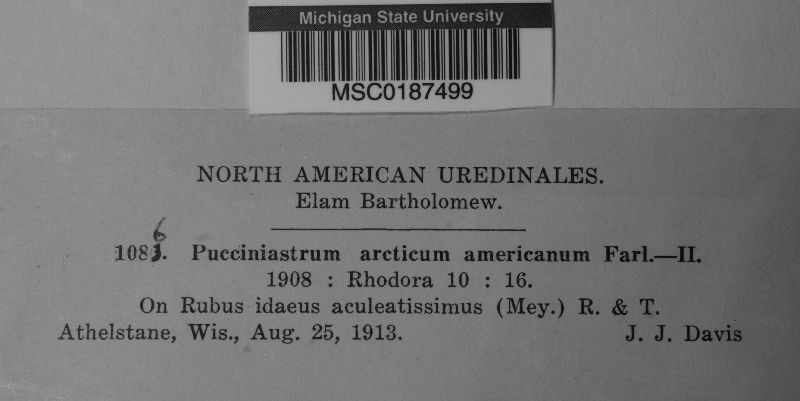 Michigan State University
MSC0187499
NORTH AMERICAN UREDINALES.
Elam Bartholomew.
6
108. Pucciniastrum arcticum americanum Farl.—II.
1908 : Rhodora 10 : 16.
On Rubus idaeus aculeatissimus (Mey.) R. & T.
Athelstane, Wis., Aug. 25, 1913. J. J. Davis